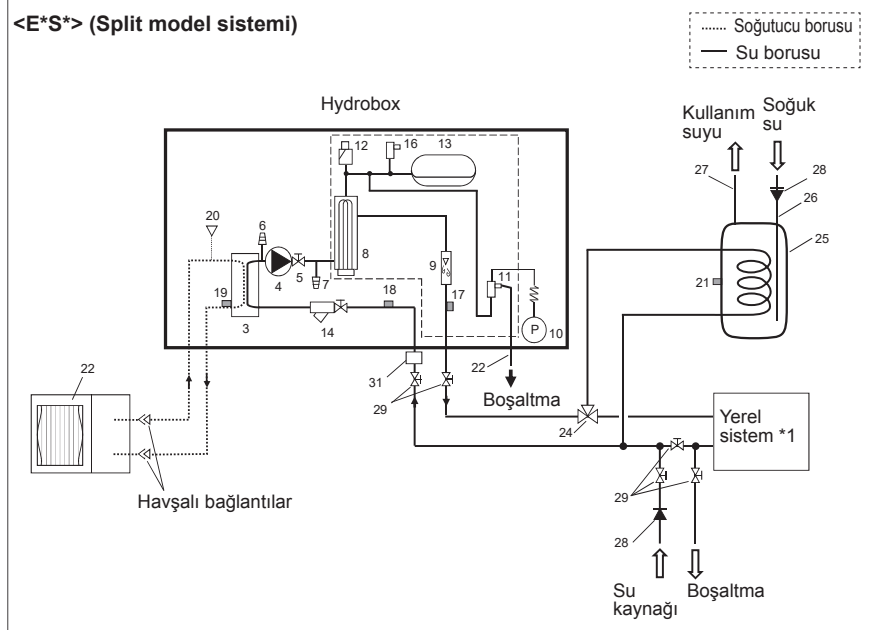 <E*S*> (Split model sistemi)
Soğutucu borusu
Su borusu
Hydrobox
Kullanım
suyu
Soğuk
su
12
16
13
27
28
26
20
6
8
25
4
5
7
9
11
21
19
18
17
3
14
P
10
22
31
22
29
Boşaltma
24
Yerel
sistem *1
Havşalı bağlantılar
29
28
Su
kaynağı
Boşaltma